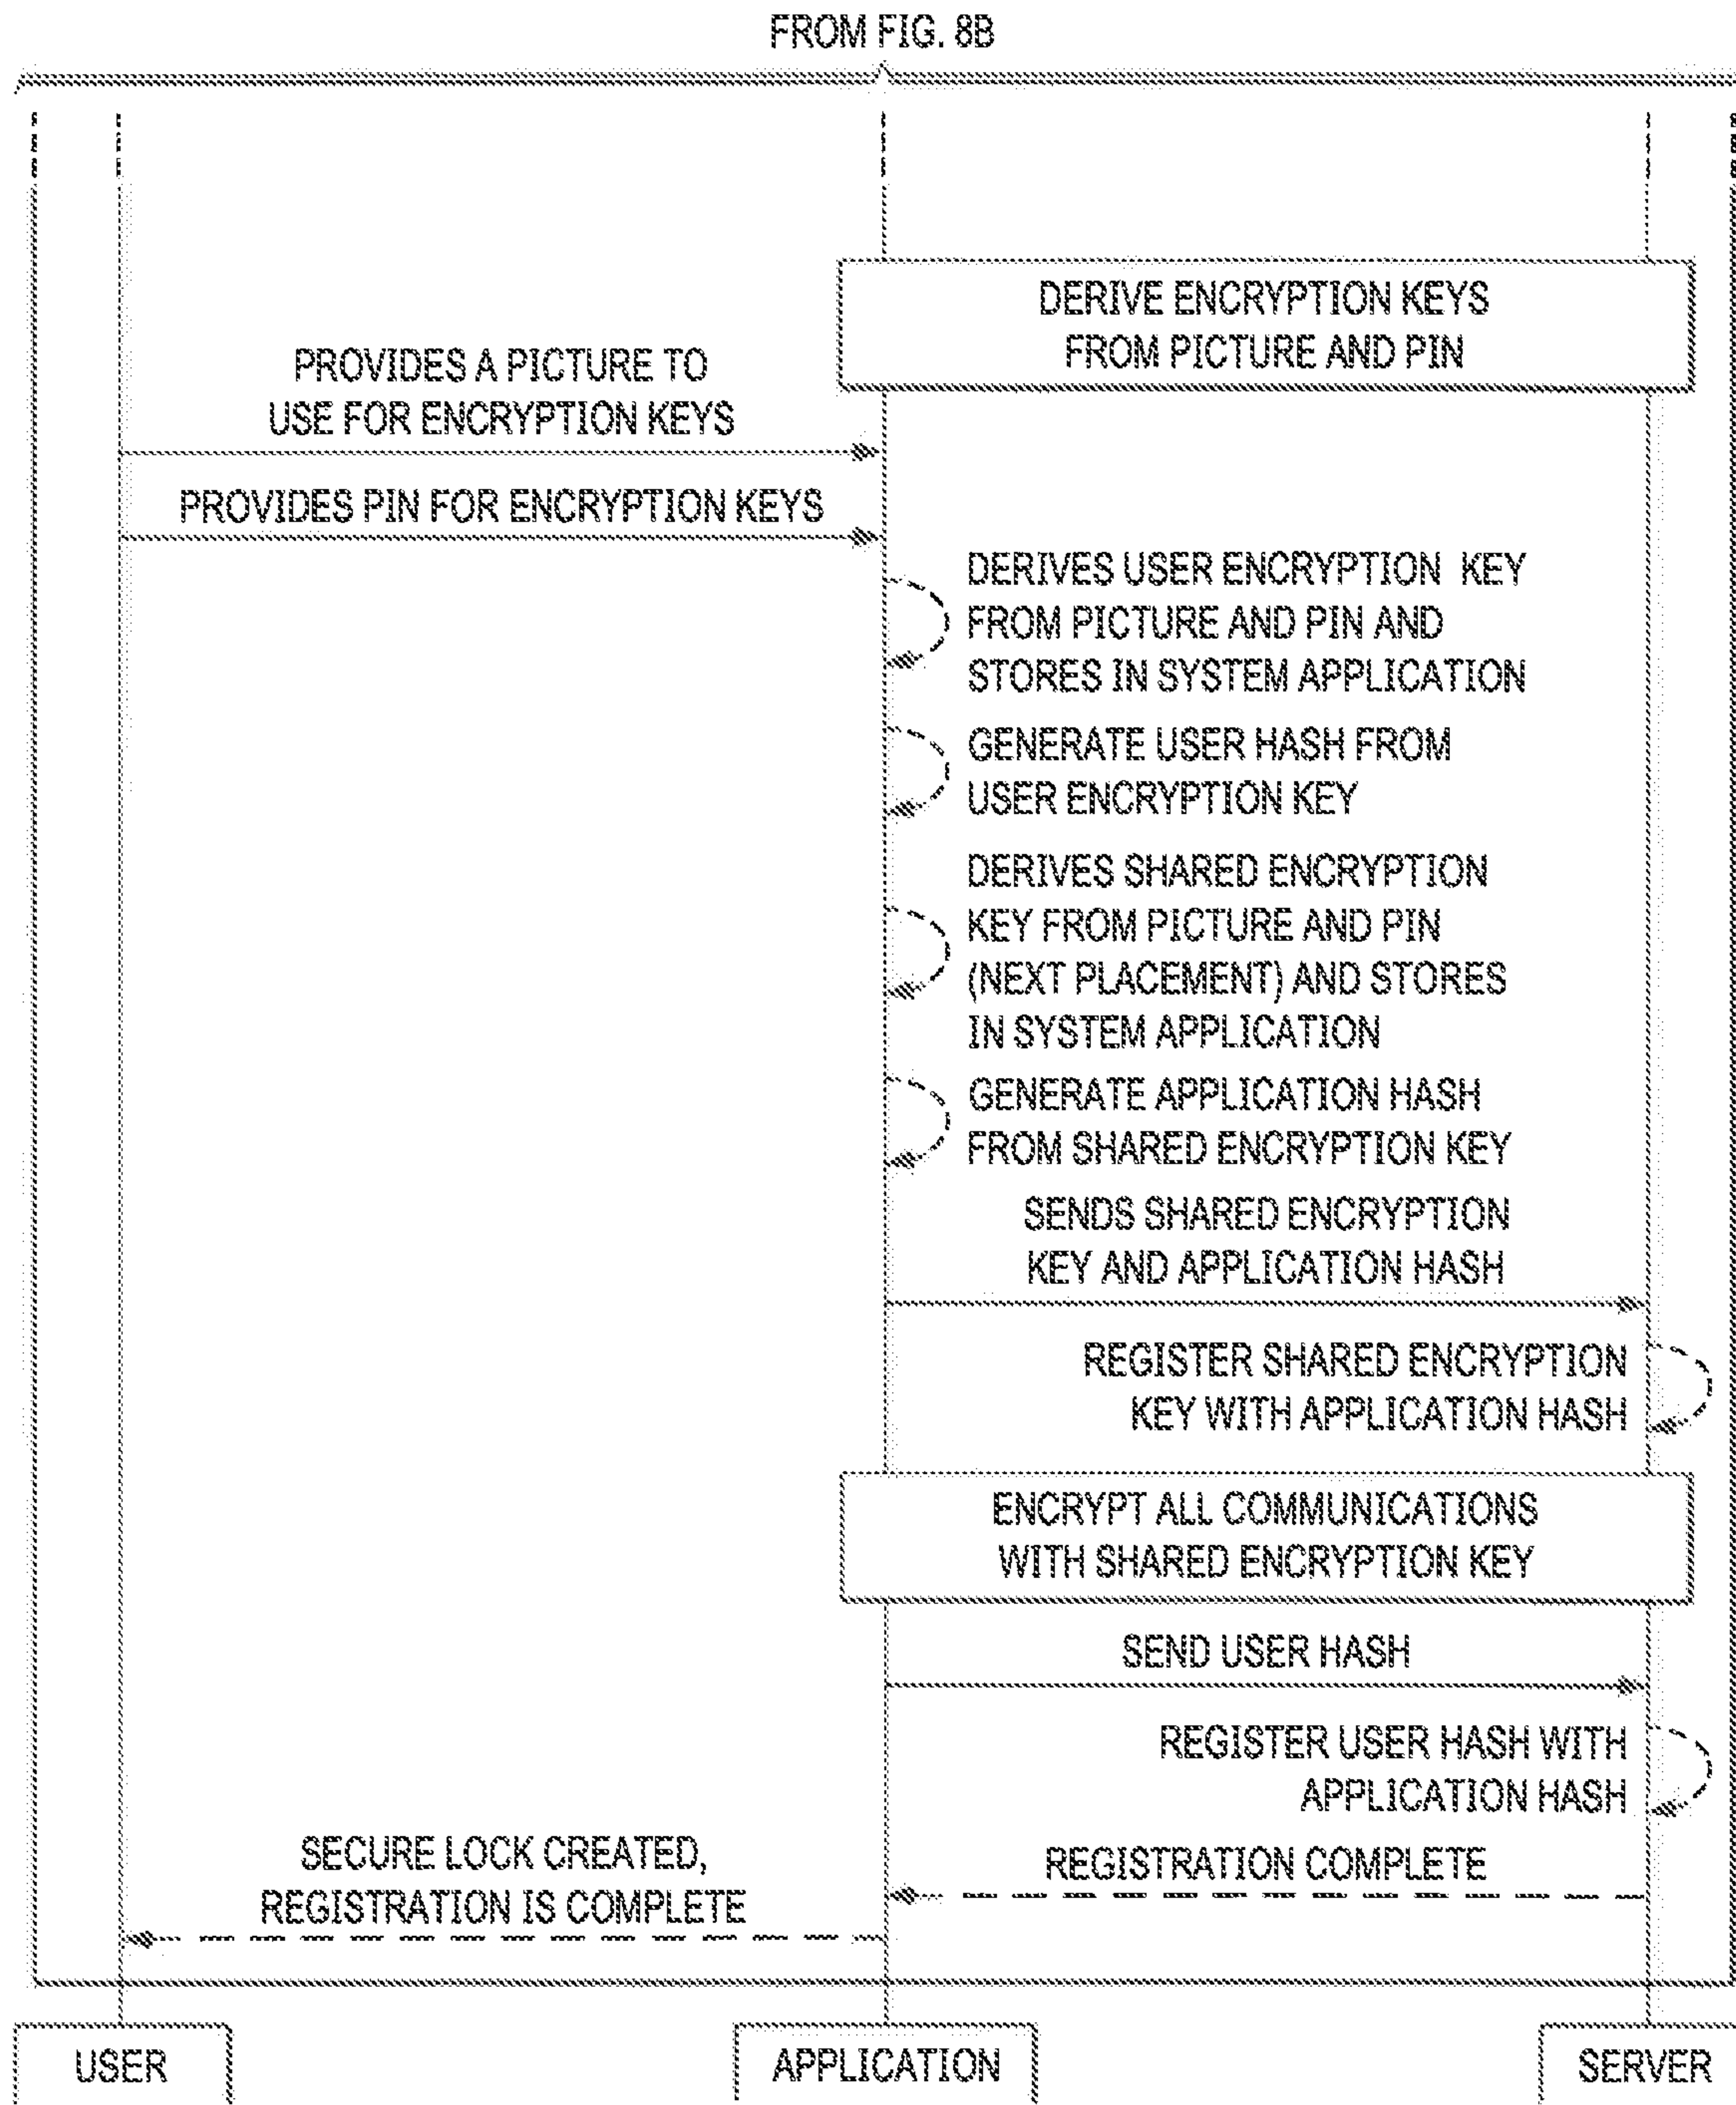 FROM FIG. 8B
DERIVE ENCRYPTION KEYS
FROM PICTURE AND PIN
PROVIDES A PICTURE TO
USE FOR ENCRYPTION KEYS
PROVIDES PIN FOR ENCRYPTION KEYS
DERIVES USER ENCRYPTION KEY
FROM PICTURE AND PIN AND
STORES IN SYSTEM APPLICATION
GENERATE USER HASH FROM
USER ENCRYPTION KEY
DERIVES SHARED ENCRYPTION
KEY FROM PICTURE AND PIN
(NEXT PLACEMENT) AND STORES
IN SYSTEM APPLICATION
GENERATE APPLICATION HASH
FROM SHARED ENCRYPTION KEY
SENDS SHARED ENCRYPTION
KEY AND APPLICATION HASH
REGISTER SHARED ENCRYPTION
KEY WITH APPLICATION HASH
ENCRYPT ALL COMMUNICATIONS
WITH SHARED ENCRYPTION KEY
SEND USER HASH
REGISTER USER HASH WITH
APPLICATION HASH
REGISTRATION COMPLETE
SECURE LOCK CREATED,
REGISTRATION IS COMPLETE
USER
APPLICATION
SERVER